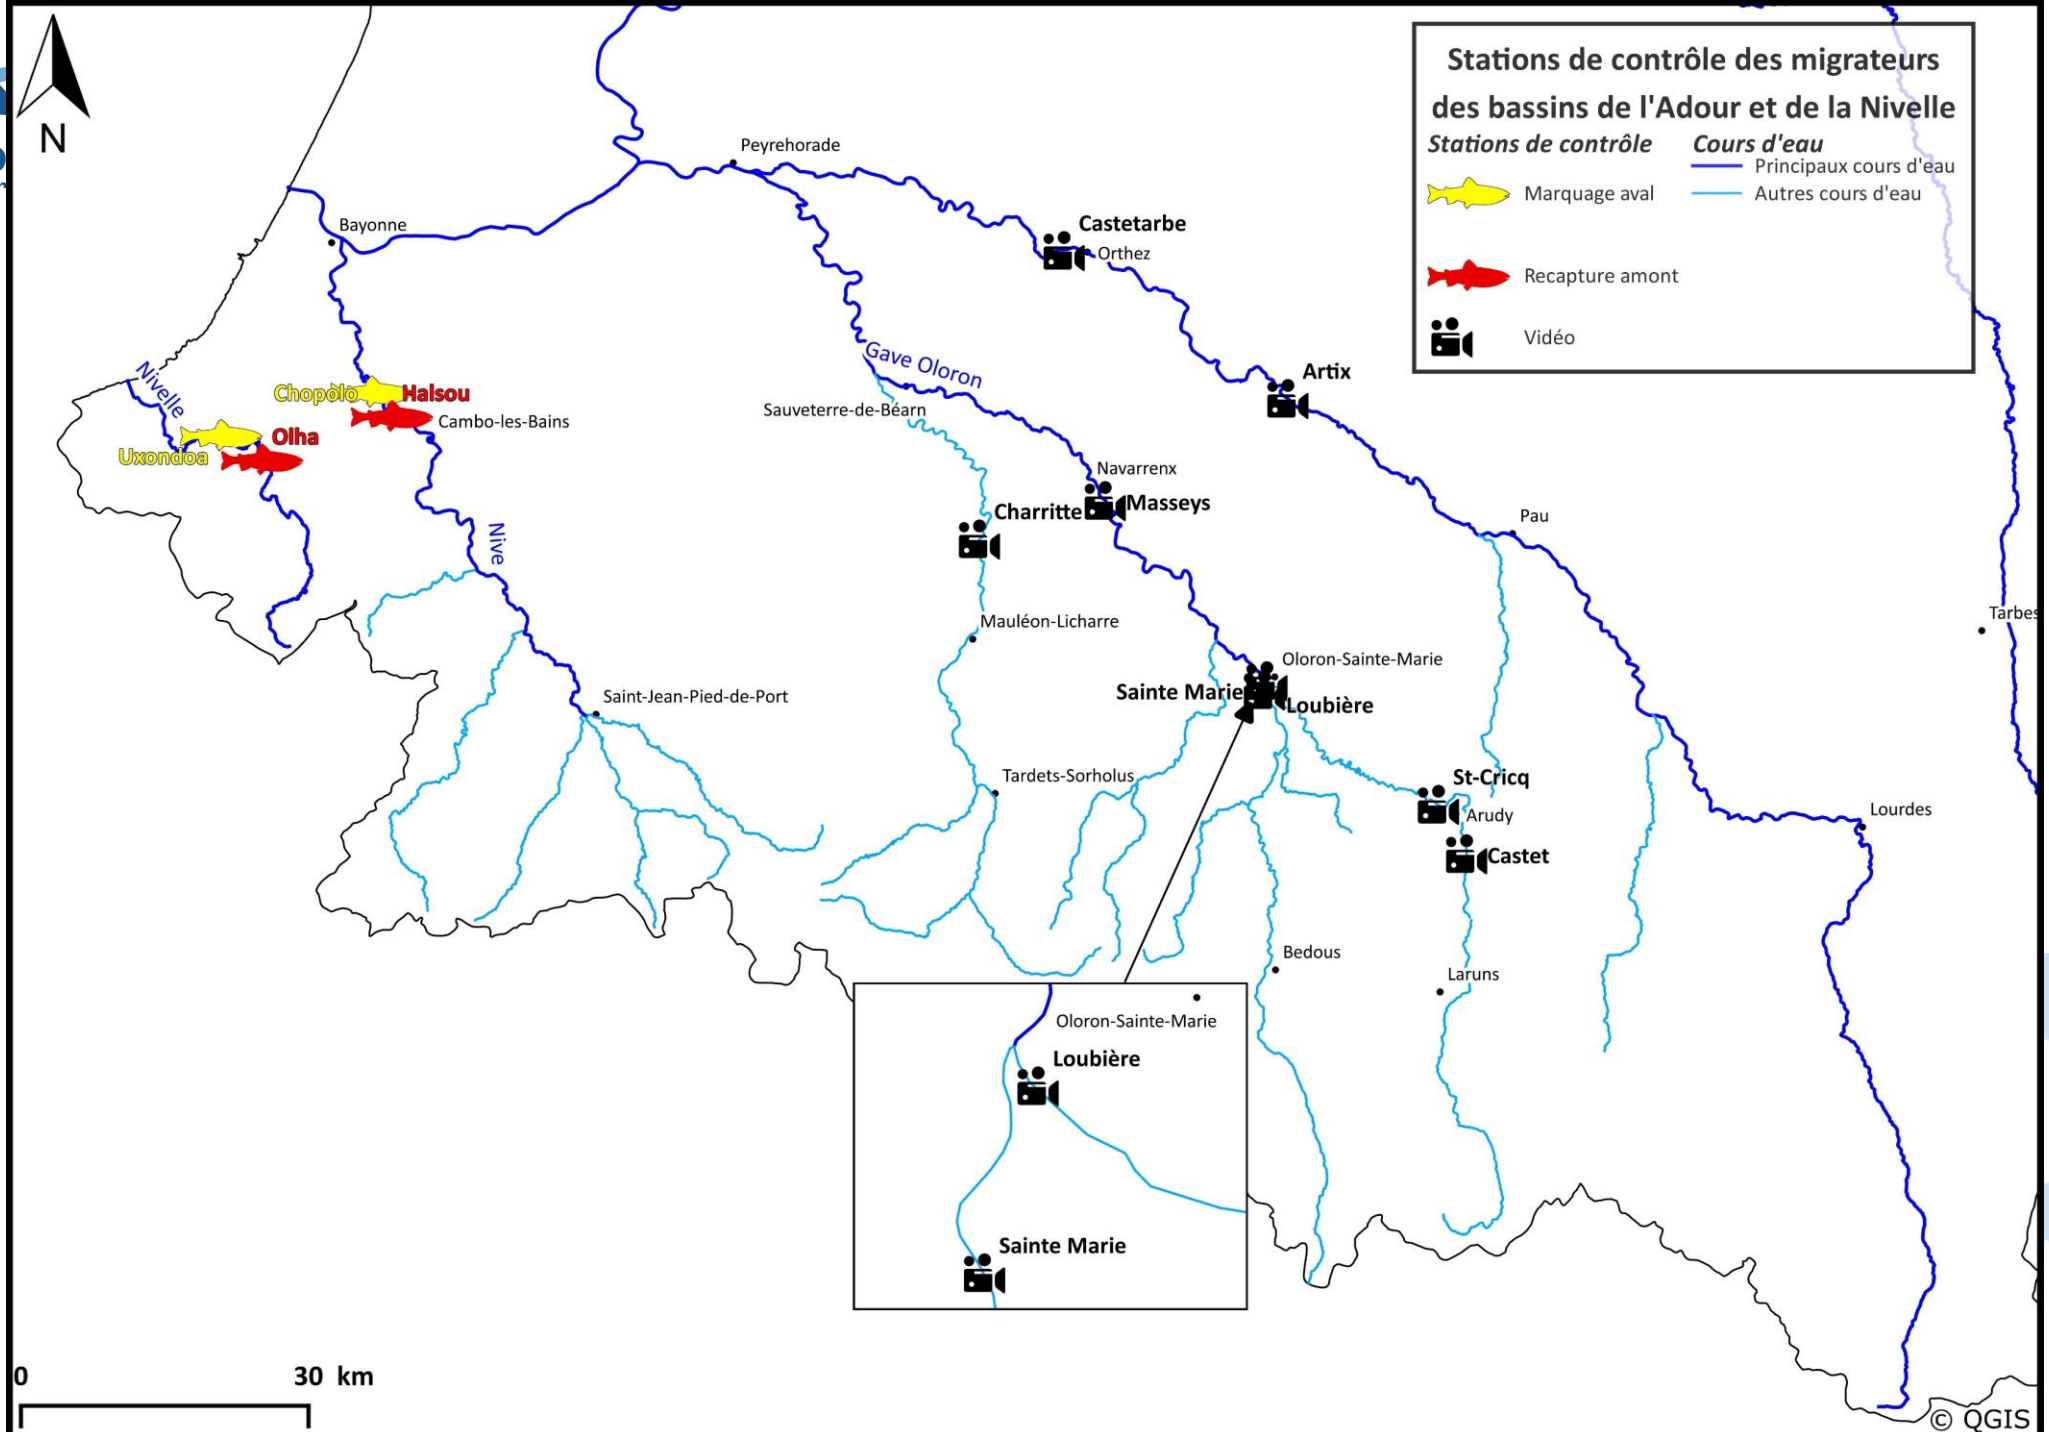 N
Stations de contrôle des migrateurs
des bassins de l'Adour et de la Nivelle
Stations de contrôle
Cours d'eau
Principaux cours d'eau
Marquage aval
Autres cours d'eau
Recapture amont
Vidéo
Peyrehorade
Bayonne
Castetarbe
Orthez
Gave Oloron
Artix
Nivelle
Chopolo
Halsou
Cambo-les-Bains
Sauveterre-de-Béarn
Olha
Uxondoa
Navarrenx
Masseys
Charritte
Pau
Nive
Tarbes
Mauléon-Licharre
Oloron-Sainte-Marie
Sainte Marie
Loubière
Saint-Jean-Pied-de-Port
Tardets-Sorholus
St-Cricq
Arudy
Lourdes
Castet
Bedous
Laruns
Oloron-Sainte-Marie
Loubière
Sainte Marie
0
30 km
© QGIS